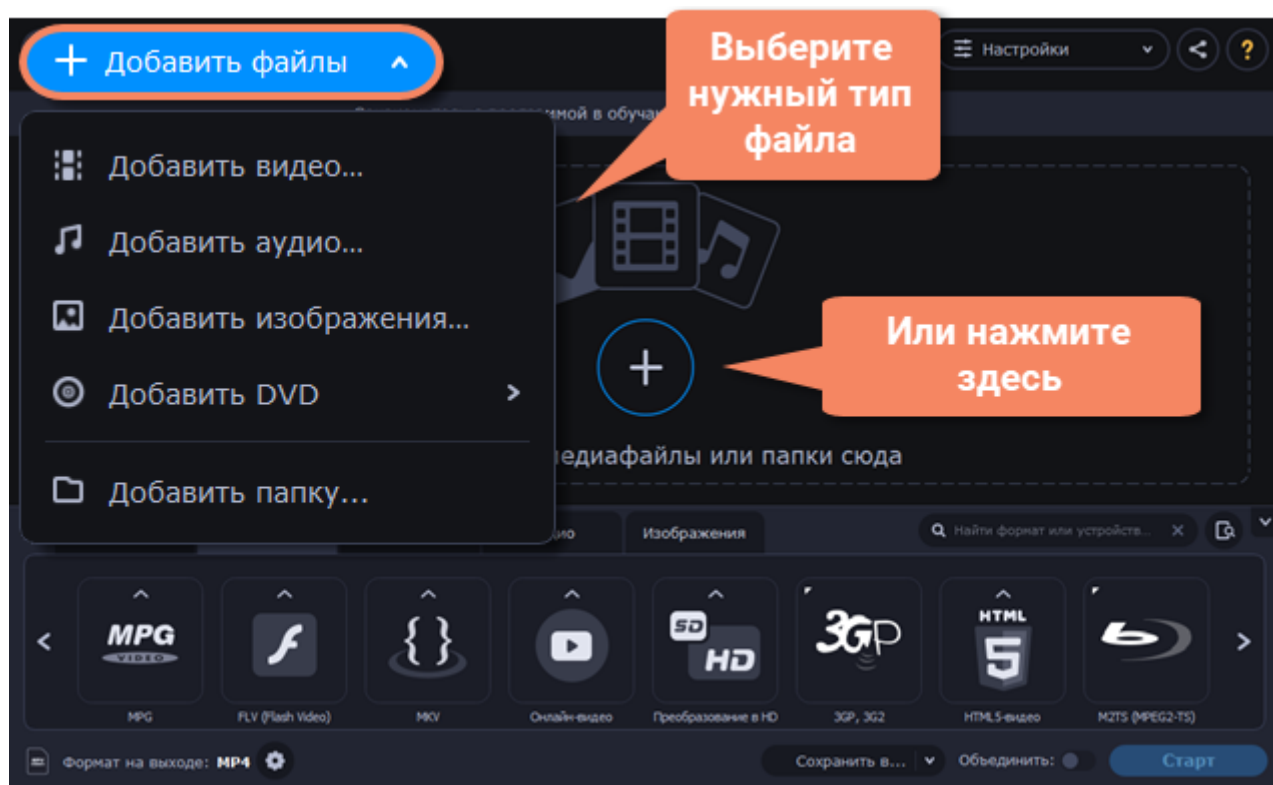 Добавить файлы
Выберите
нужный тип
файла
Настройки
?
Добавить видео...
Добавить аудио...
Добавить изображения...
Добавить DVD
Добавить папку...
Или нажмите
здесь
или папки сюда
Изображения
Найти формат или устройств...
MPG
VIDEO
SD
HD
3GP
HTML
5
MPG
FLV (Flash Video)
MKV
Онлайн-видео
Преобразование в HD
3GP, 3G2
HTML5-видео
M2TS (MPEG2-TS)
Формат на выходе: MP4
Сохранить в...
Объединить:
Старт